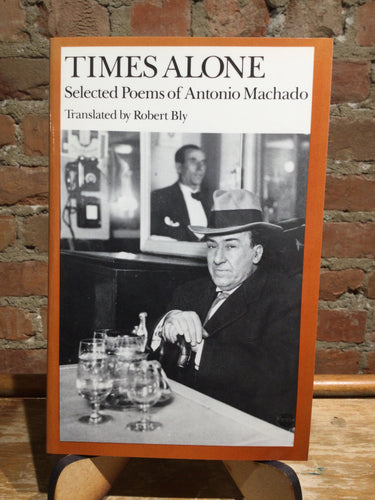 TIMES ALONE
Selected Poems of Antonio Machado
Translated by Robert Bly